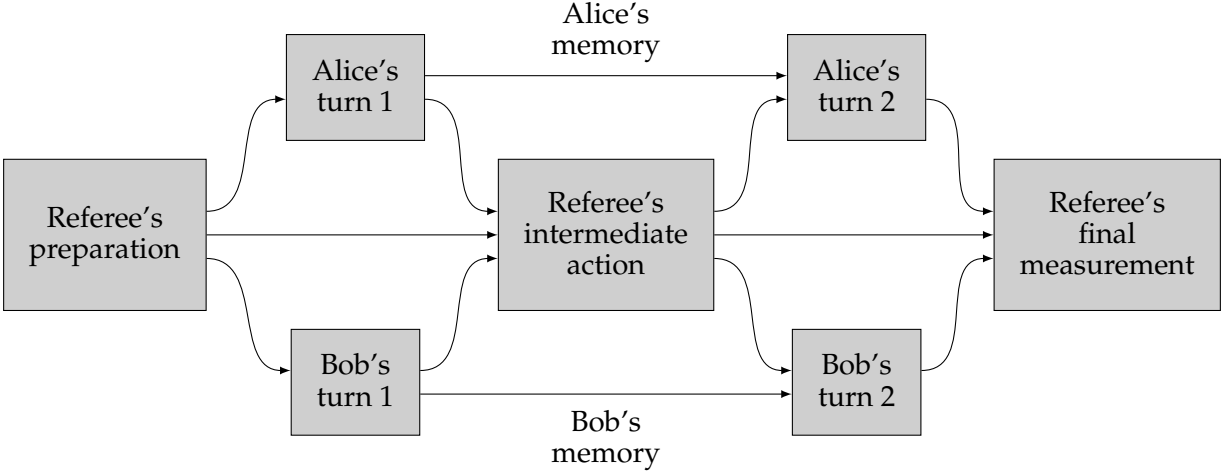 Alice's
memory
Alice's
turn 1
Alice's
turn 2
Referee's
preparation
Referee's
intermediate
action
Referee's
final
measurement
Bob's
turn 1
Bob's
turn 2
Bob's
memory